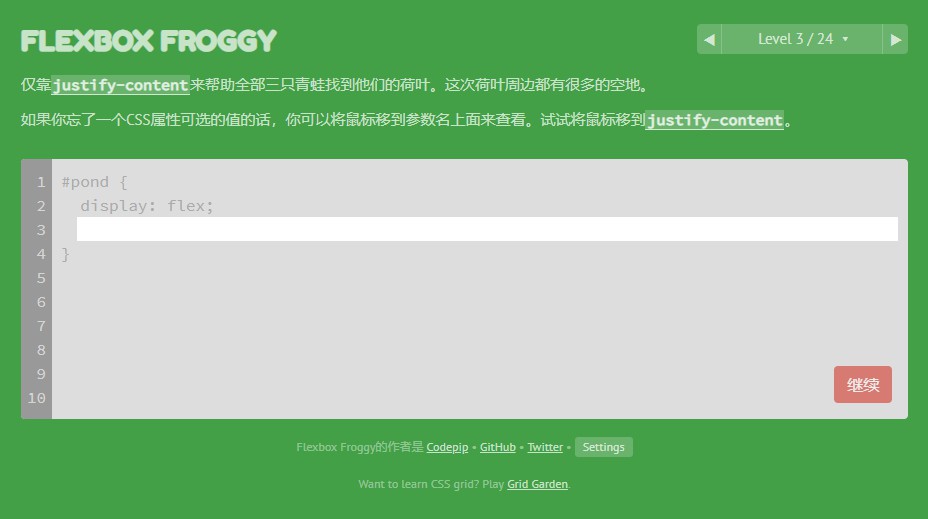 FLEXBOX FROGGY
Level 3 / 24
仅靠justify-content来帮助全部三只青蛙找到他们的荷叶。这次荷叶周边都有很多的空地。
如果你忘了一个CSS属性可选的值的话，你可以将鼠标移到参数名上面来查看。试试将鼠标移到justify-content。
1 #pond {
2 display: flex;
3
4 }
5
6
7
8
9
10
继续
Flexbox Froggy的作者是 Codepip • GitHub • Twitter • Settings
Want to learn CSS grid? Play Grid Garden.